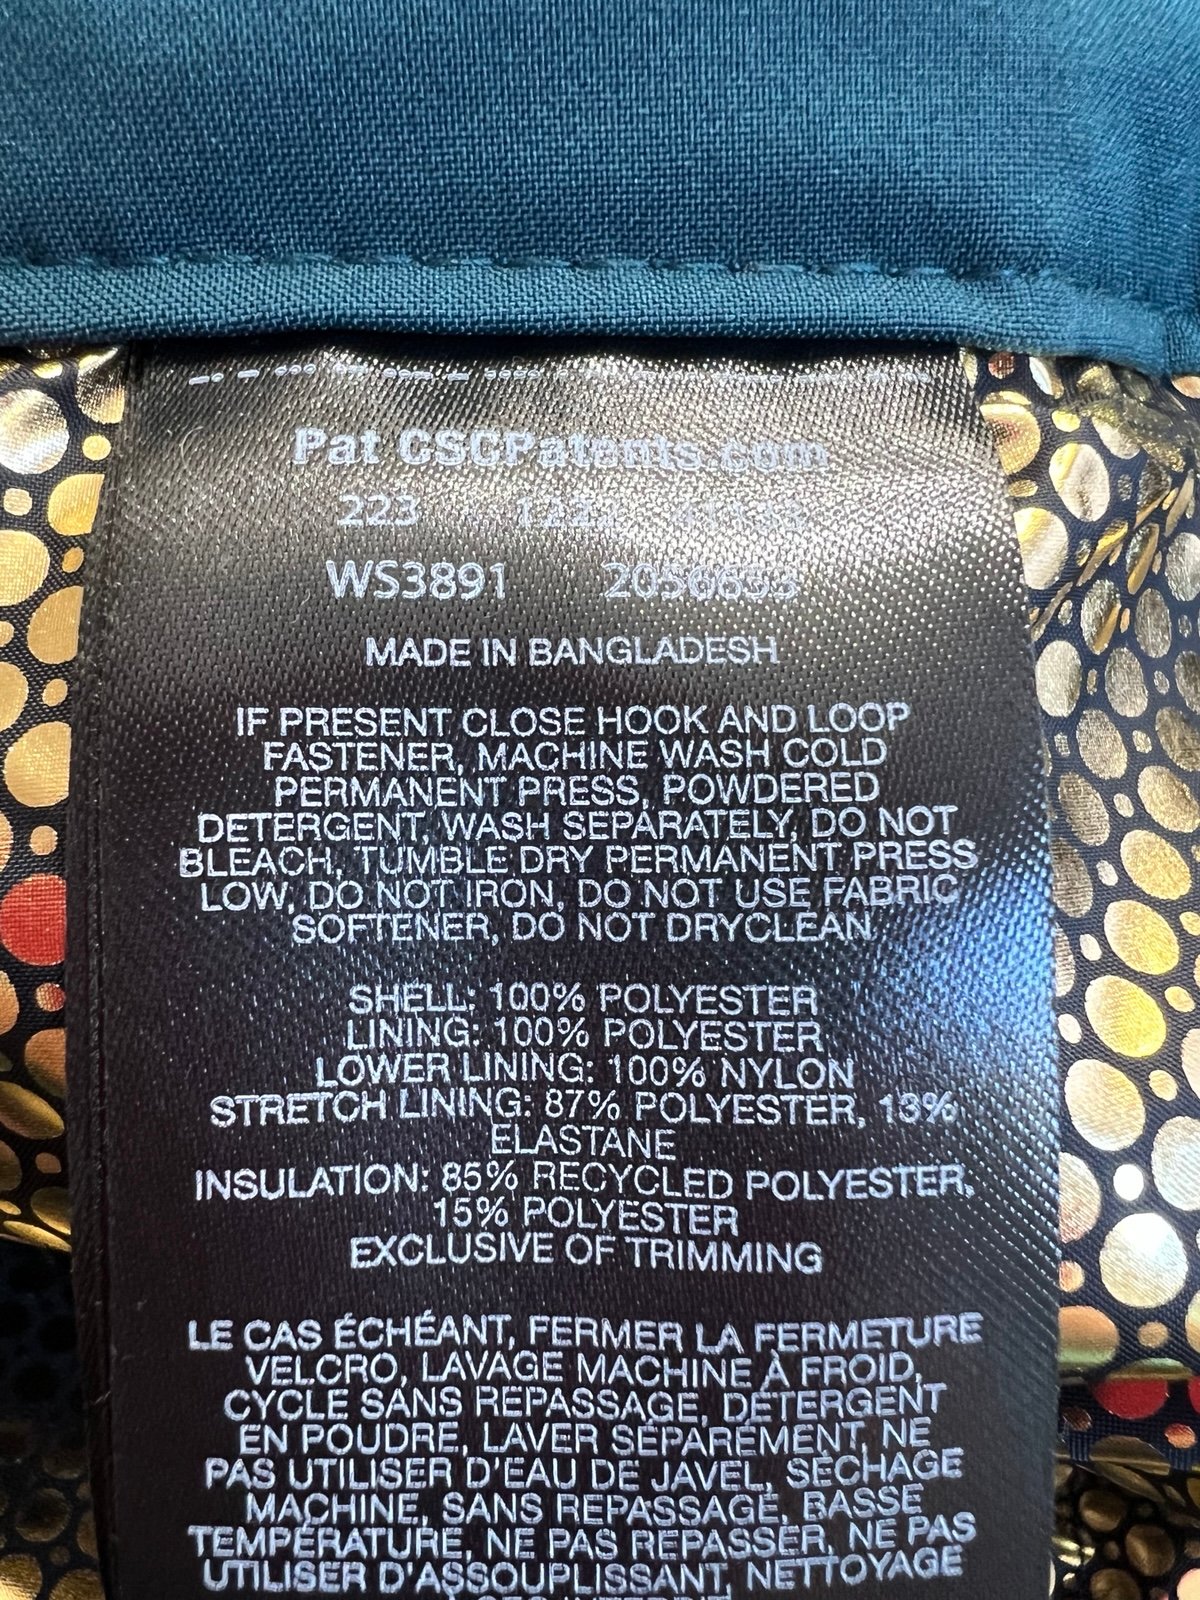 Pat CSCPatents.com
223
WS3891 2056653
MADE IN BANGLADESH
IF PRESENT CLOSE HOOK AND LOOP
FASTENER, MACHINE WASH COLD
PERMANENT PRESS, POWDERED
DETERGENT, WASH SEPARATELY, DO NOT
BLEACH, TUMBLE DRY PERMANENT PRESS
LOW, DO NOT IRON, DO NOT USE FABRIC
SOFTENER, DO NOT DRYCLEAN
SHELL: 100% POLYESTER
LINING: 100% POLYESTER
LOWER LINING: 100% NYLON
STRETCH LINING: 87% POLYESTER, 13%
ELASTANE
INSULATION: 85% RECYCLED POLYESTER,
15% POLYESTER
EXCLUSIVE OF TRIMMING
LE CAS ÉCHÉANT, FERMER LA FERMETURE
VELCRO, LAVAGE MACHINE À FROID,
CYCLE SANS REPASSAGE, DÉTERGENT
EN POUDRE, LAVER SÉPARÉMENT, NE
PAS UTILISER D'EAU DE JAVEL, SÉCHAGE
MACHINE, SANS REPASSAGE, BASSE
TEMPÉRATURE, NE PAS REPASSER, NE PAS
UTILISER D'ASSOUPLISSANT, NETTOYAGE